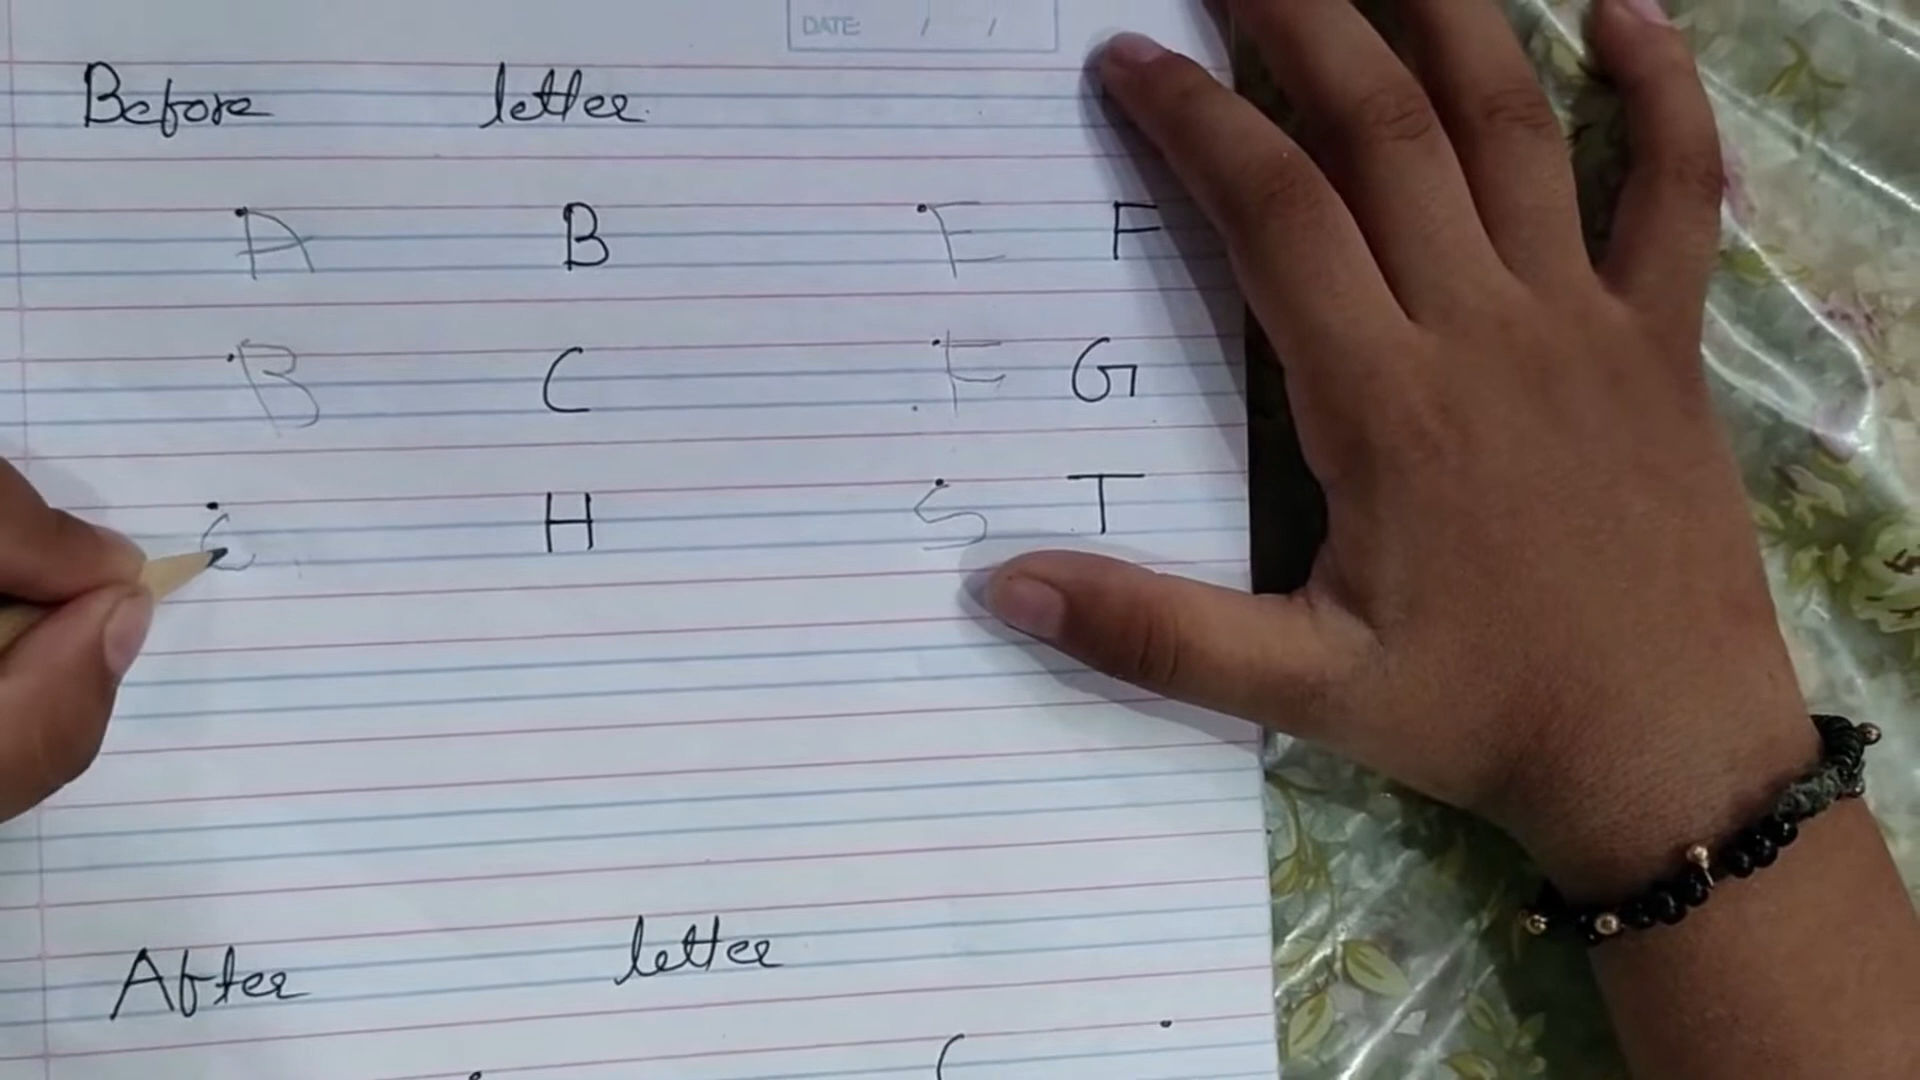 DATE: / /
Before letter
A B E F
B C F G
H S T
After letter
C